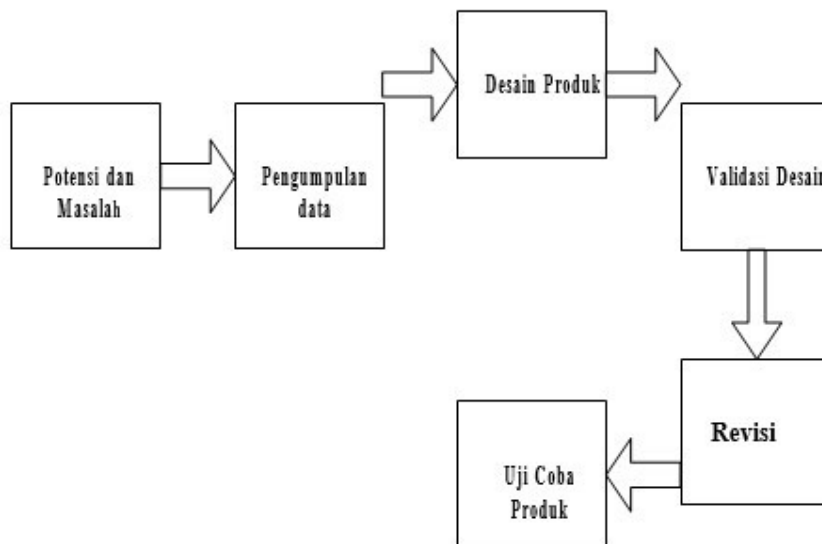 Potensi dan
Masalah
Pengumpulan
data
Desain Produk
Validasi Desain
Revisi
Uji Coba
Produk